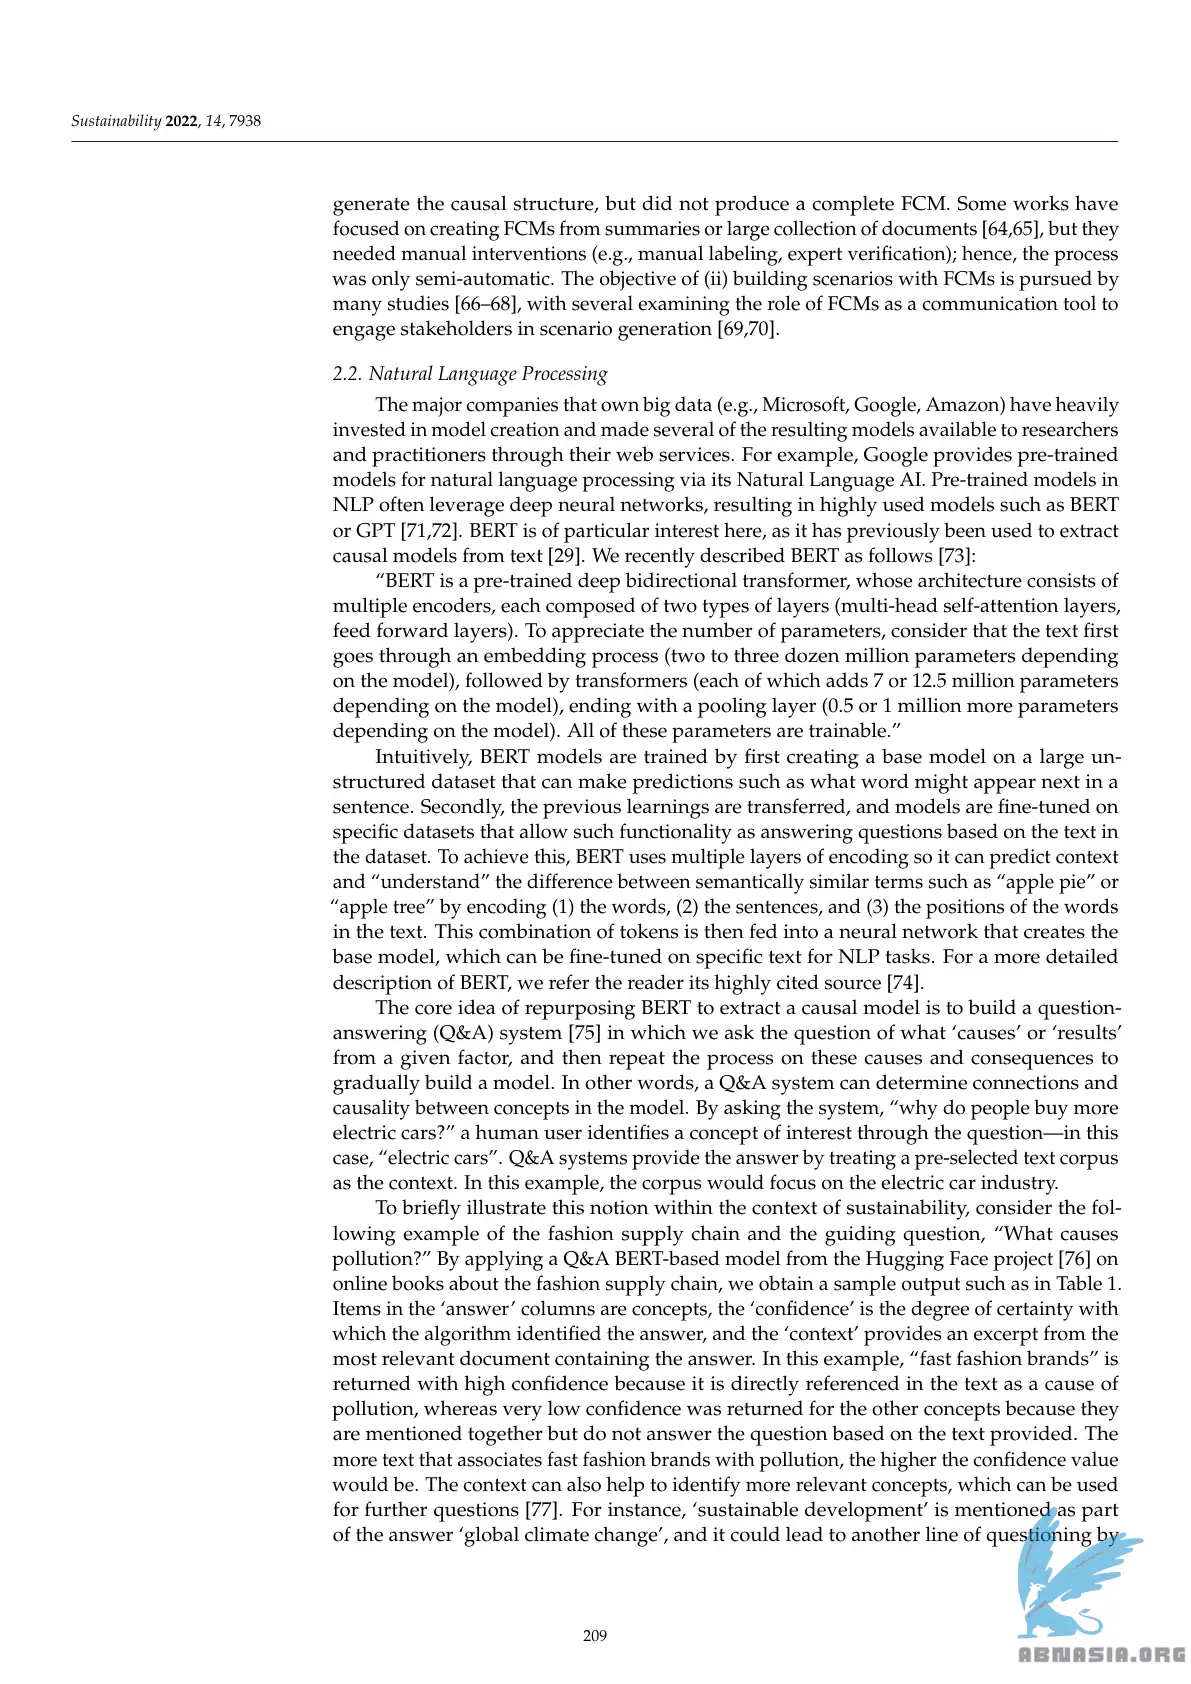 Sustainability 2022, 14, 7938
generate the causal structure, but did not produce a complete FCM. Some works have
focused on creating FCMs from summaries or large collection of documents [64,65], but they
needed manual interventions (e.g., manual labeling, expert verification); hence, the process
was only semi-automatic. The objective of (ii) building scenarios with FCMs is pursued by
many studies [66–68], with several examining the role of FCMs as a communication tool to
engage stakeholders in scenario generation [69,70].
2.2. Natural Language Processing
The major companies that own big data (e.g., Microsoft, Google, Amazon) have heavily
invested in model creation and made several of the resulting models available to researchers
and practitioners through their web services. For example, Google provides pre-trained
models for natural language processing via its Natural Language AI. Pre-trained models in
NLP often leverage deep neural networks, resulting in highly used models such as BERT
or GPT [71,72]. BERT is of particular interest here, as it has previously been used to extract
causal models from text [29]. We recently described BERT as follows [73]:
“BERT is a pre-trained deep bidirectional transformer, whose architecture consists of
multiple encoders, each composed of two types of layers (multi-head self-attention layers,
feed forward layers). To appreciate the number of parameters, consider that the text first
goes through an embedding process (two to three dozen million parameters depending
on the model), followed by transformers (each of which adds 7 or 12.5 million parameters
depending on the model), ending with a pooling layer (0.5 or 1 million more parameters
depending on the model). All of these parameters are trainable.”
Intuitively, BERT models are trained by first creating a base model on a large un-
structured dataset that can make predictions such as what word might appear next in a
sentence. Secondly, the previous learnings are transferred, and models are fine-tuned on
specific datasets that allow such functionality as answering questions based on the text in
the dataset. To achieve this, BERT uses multiple layers of encoding so it can predict context
and “understand” the difference between semantically similar terms such as “apple pie” or
“apple tree” by encoding (1) the words, (2) the sentences, and (3) the positions of the words
in the text. This combination of tokens is then fed into a neural network that creates the
base model, which can be fine-tuned on specific text for NLP tasks. For a more detailed
description of BERT, we refer the reader its highly cited source [74].
The core idea of repurposing BERT to extract a causal model is to build a question-
answering (Q&A) system [75] in which we ask the question of what ‘causes’ or ‘results’
from a given factor, and then repeat the process on these causes and consequences to
gradually build a model. In other words, a Q&A system can determine connections and
causality between concepts in the model. By asking the system, “why do people buy more
electric cars?” a human user identifies a concept of interest through the question—in this
case, “electric cars”. Q&A systems provide the answer by treating a pre-selected text corpus
as the context. In this example, the corpus would focus on the electric car industry.
To briefly illustrate this notion within the context of sustainability, consider the fol-
lowing example of the fashion supply chain and the guiding question, “What causes
pollution?” By applying a Q&A BERT-based model from the Hugging Face project [76] on
online books about the fashion supply chain, we obtain a sample output such as in Table 1.
Items in the ‘answer’ columns are concepts, the ‘confidence’ is the degree of certainty with
which the algorithm identified the answer, and the ‘context’ provides an excerpt from the
most relevant document containing the answer. In this example, “fast fashion brands” is
returned with high confidence because it is directly referenced in the text as a cause of
pollution, whereas very low confidence was returned for the other concepts because they
are mentioned together but do not answer the question based on the text provided. The
more text that associates fast fashion brands with pollution, the higher the confidence value
would be. The context can also help to identify more relevant concepts, which can be used
for further questions [77]. For instance, ‘sustainable development’ is mentioned as part
of the answer ‘global climate change’, and it could lead to another line of questioning by
209
ABNASIA.ORG